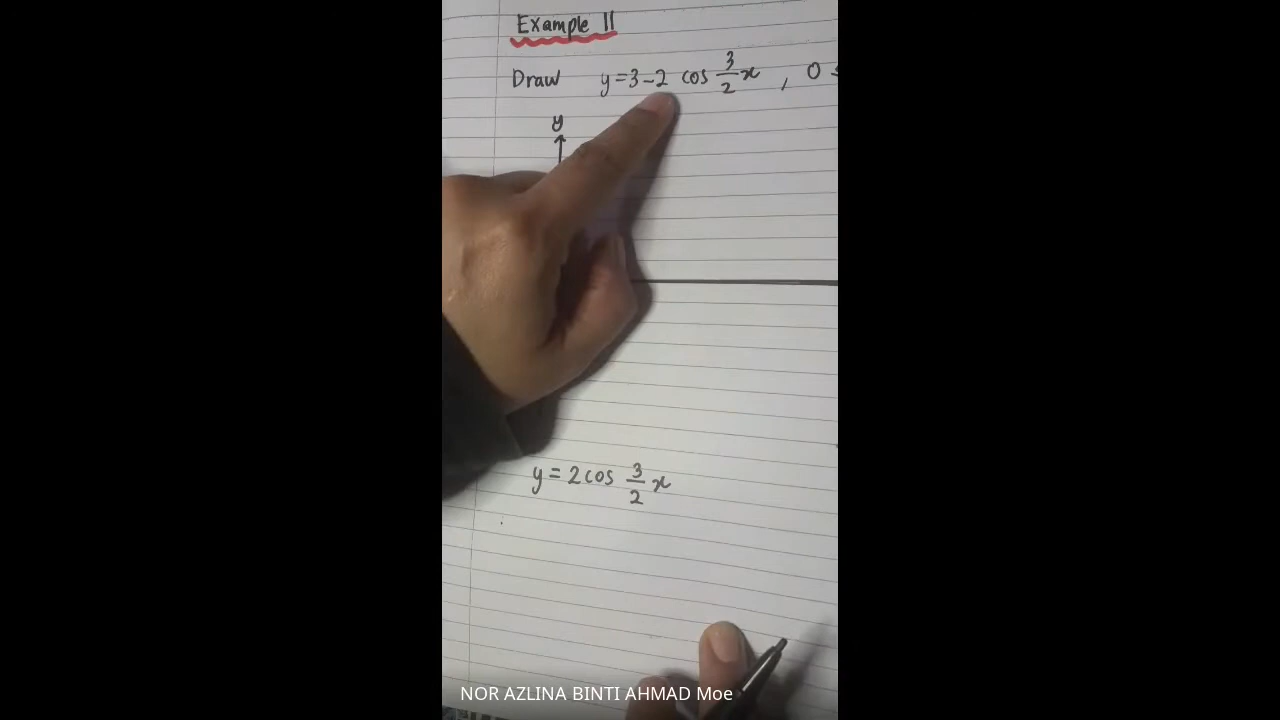 Example 11
Draw y = 3 - 2 cos 3/2 x , 0 ≤
y
y = 2 cos 3/2 x
NOR AZLINA BINTI AHMAD Moe